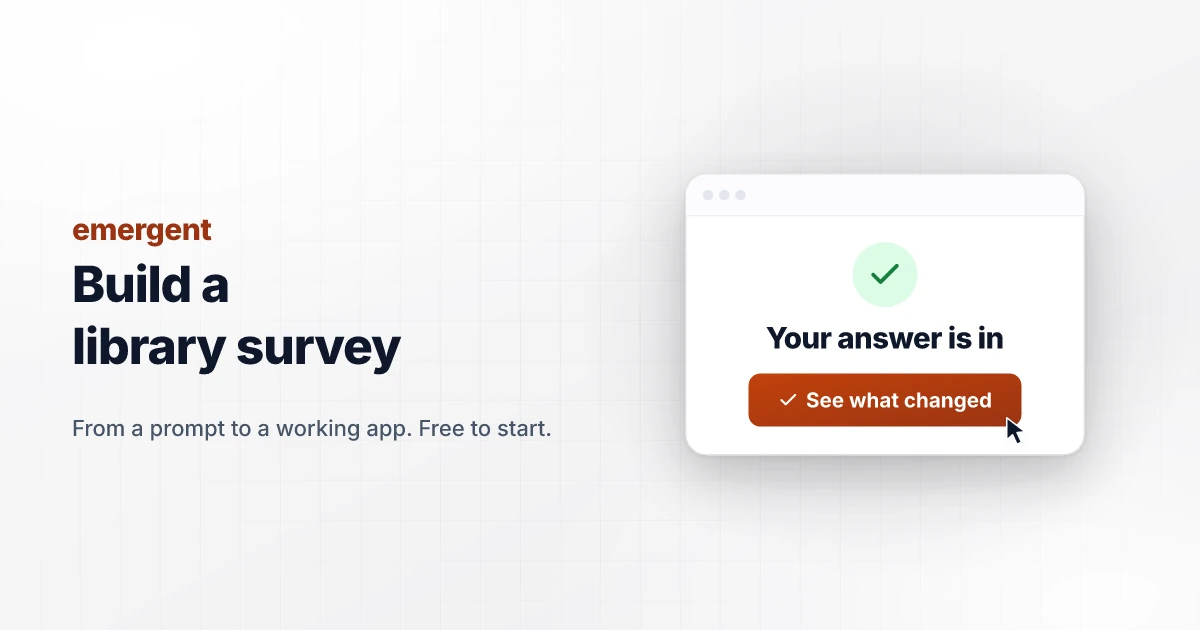 emergent
Build a
library survey
From a prompt to a working app. Free to start.
Your answer is in
See what changed